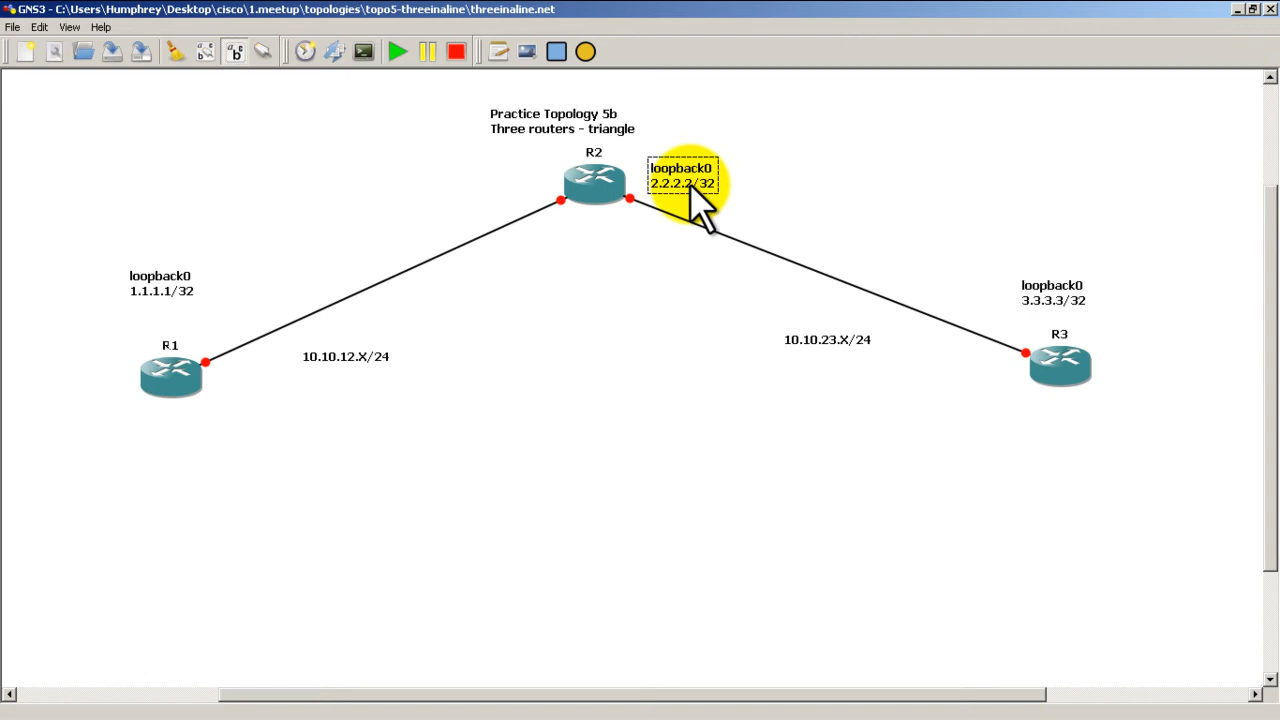 GNS3 - C:\Users\Humphrey\Desktop\cisco\1.meetup\topologies\topo5-threeinaline\threeinaline.net
File Edit View Help
Practice Topology 5b
Three routers - triangle
R2
loopback0
2.2.2.2/32
loopback0
1.1.1.1/32
loopback0
3.3.3.3/32
R1
R3
10.10.12.X/24
10.10.23.X/24